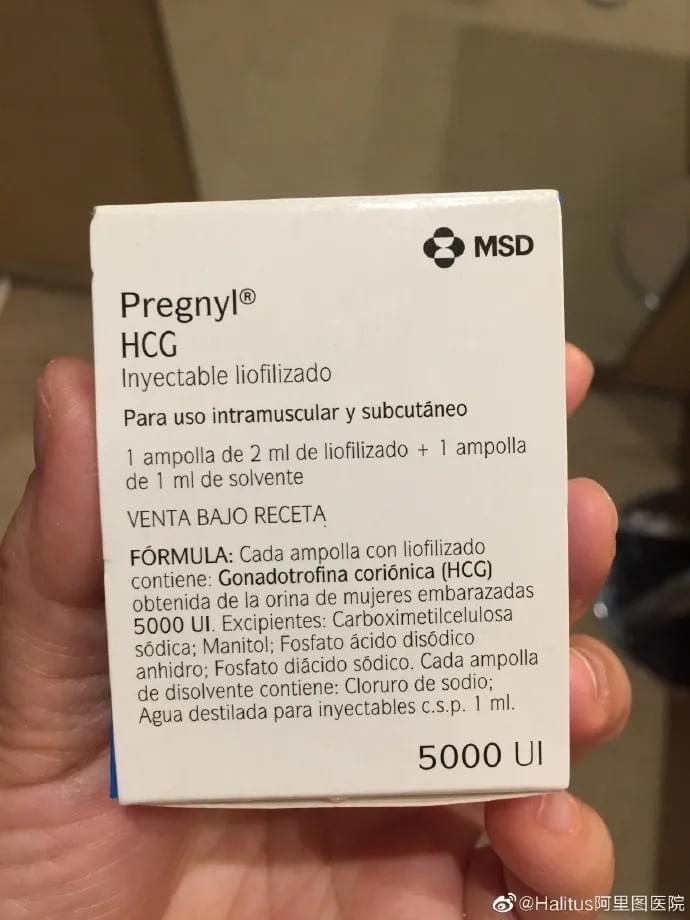 MSD
Pregnyl®
HCG
Inyectable liofilizado
Para uso intramuscular y subcutáneo
1 ampolla de 2 ml de liofilizado + 1 ampolla
de 1 ml de solvente
VENTA BAJO RECETA
FÓRMULA: Cada ampolla con liofilizado
contiene: Gonadotrofina coriónica (HCG)
obtenida de la orina de mujeres embarazadas
5000 UI. Excipientes: Carboximetilcelulosa
sódica; Manitol; Fosfato ácido disódico
anhidro; Fosfato diácido sódico. Cada ampolla
de disolvente contiene: Cloruro de sodio;
Agua destilada para inyectables c.s.p. 1 ml.
5000 UI
@Halitus阿里图医院